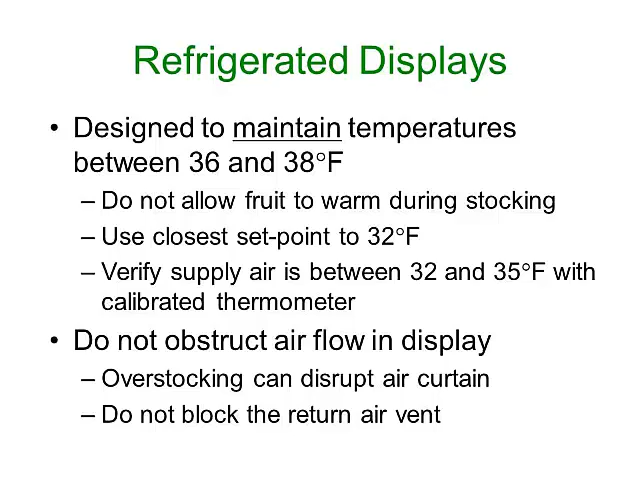 Refrigerated Displays
• Designed to maintain temperatures
between 36 and 38°F
– Do not allow fruit to warm during stocking
– Use closest set-point to 32°F
– Verify supply air is between 32 and 35°F with
calibrated thermometer
• Do not obstruct air flow in display
– Overstocking can disrupt air curtain
– Do not block the return air vent